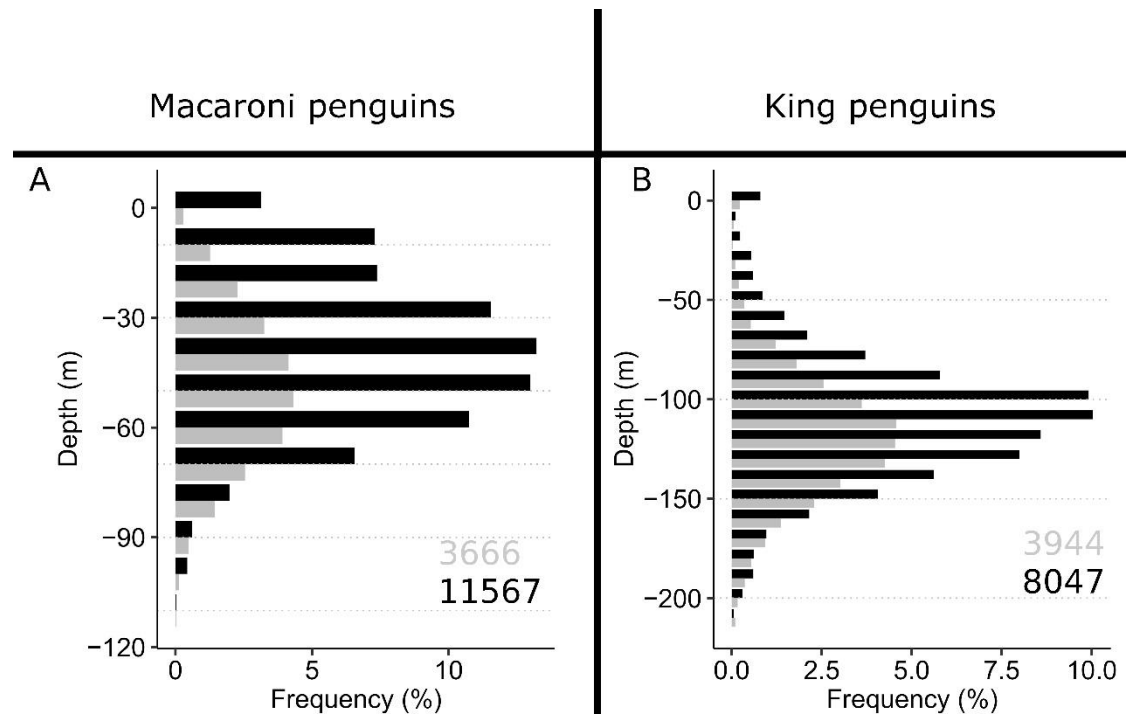 Macaroni penguins
King penguins
A
0
−30
−60
−90
−120
Depth (m)
0
5
10
Frequency (%)
3666
11567
B
0
−50
−100
−150
−200
Depth (m)
0.0
2.5
5.0
7.5
10.0
Frequency (%)
3944
8047